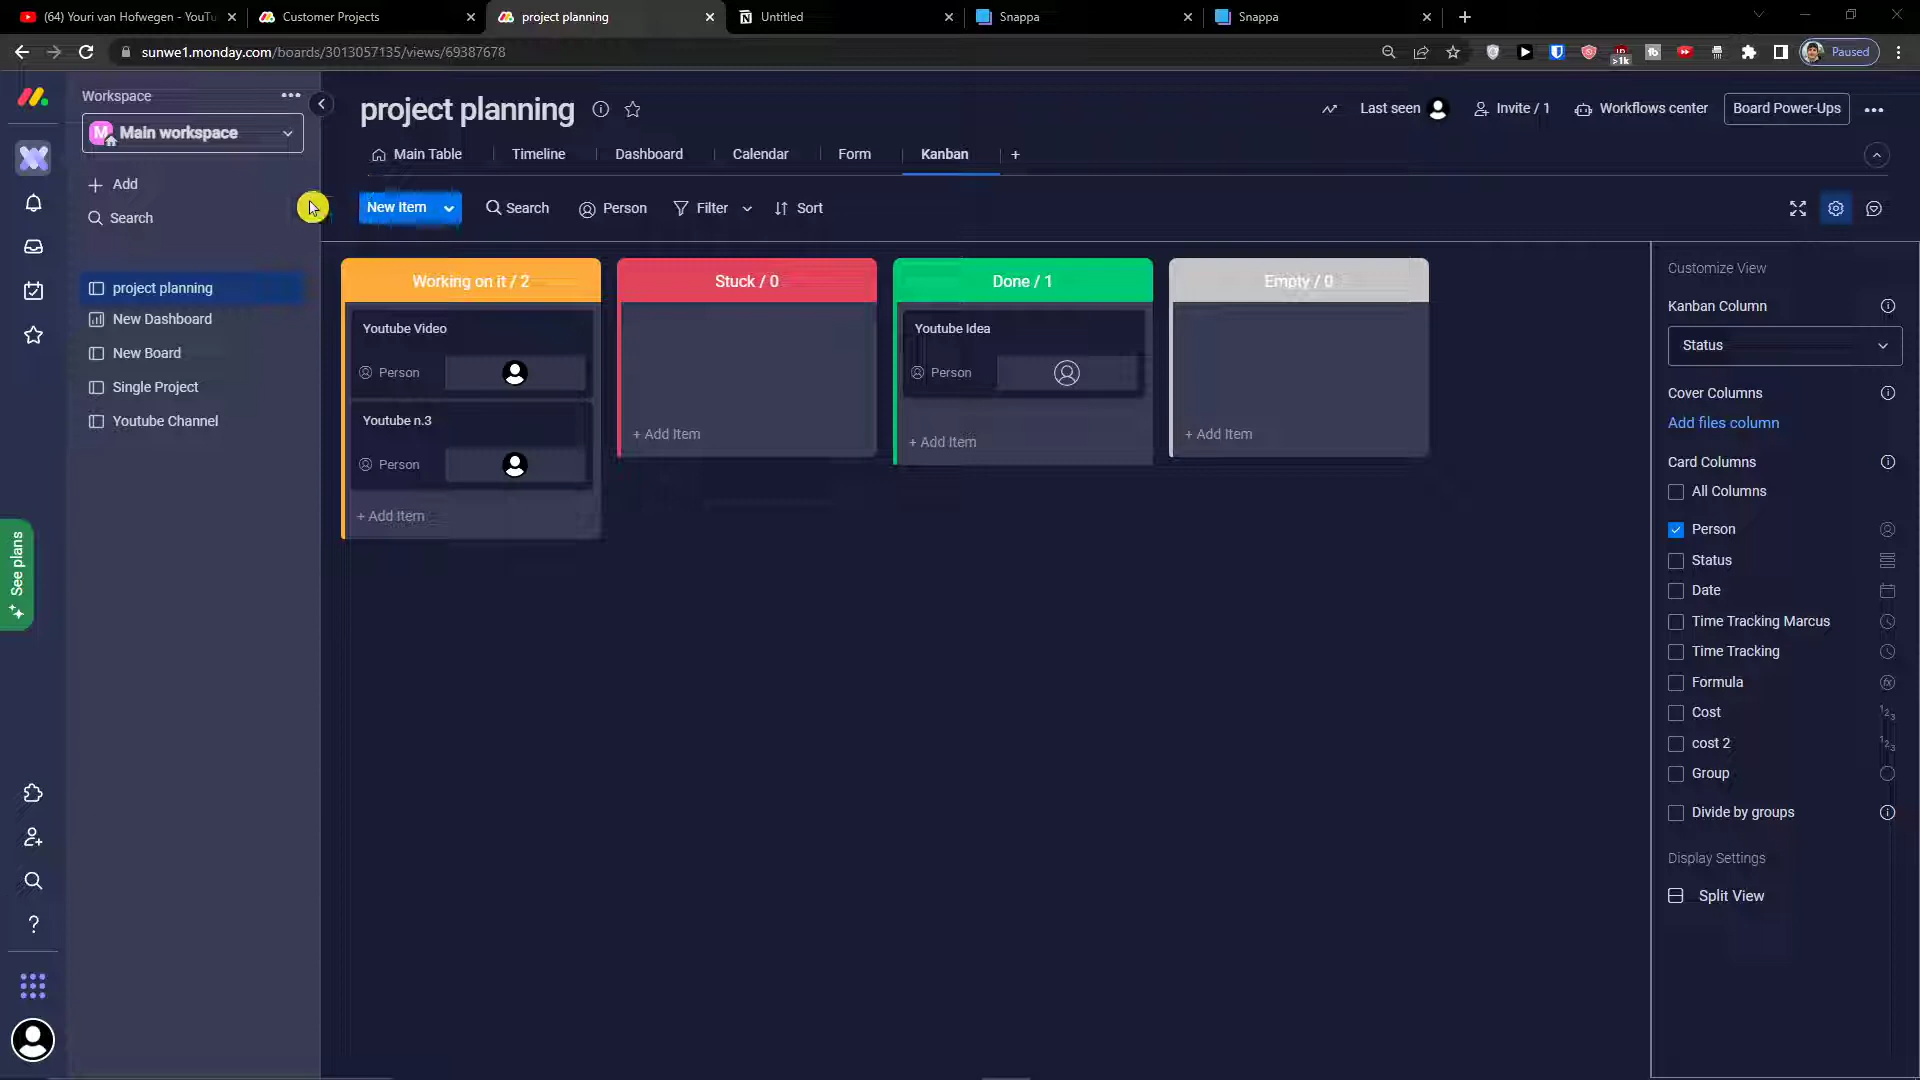 (64) Youri van Hofwegen - YouTu
Customer Projects
project planning
Untitled
Snappa
Snappa
sunwe1.monday.com/boards/3013057135/views/69387678
>1k
Paused
Workspace
M
Main workspace
Add
Search
project planning
New Dashboard
New Board
Single Project
Youtube Channel
See plans
project planning
Last seen
Invite / 1
Workflows center
Board Power-Ups
Main Table
Timeline
Dashboard
Calendar
Form
Kanban
+
New Item
Search
Person
Filter
Sort
Working on it / 2
Youtube Video
Person
Youtube n.3
Person
+ Add Item
Stuck / 0
+ Add Item
Done / 1
Youtube Idea
Person
+ Add Item
Empty / 0
+ Add Item
Customize View
Kanban Column
Status
Cover Columns
Add files column
Card Columns
All Columns
Person
Status
Date
Time Tracking Marcus
Time Tracking
Formula
Cost
cost 2
Group
Divide by groups
Display Settings
Split View